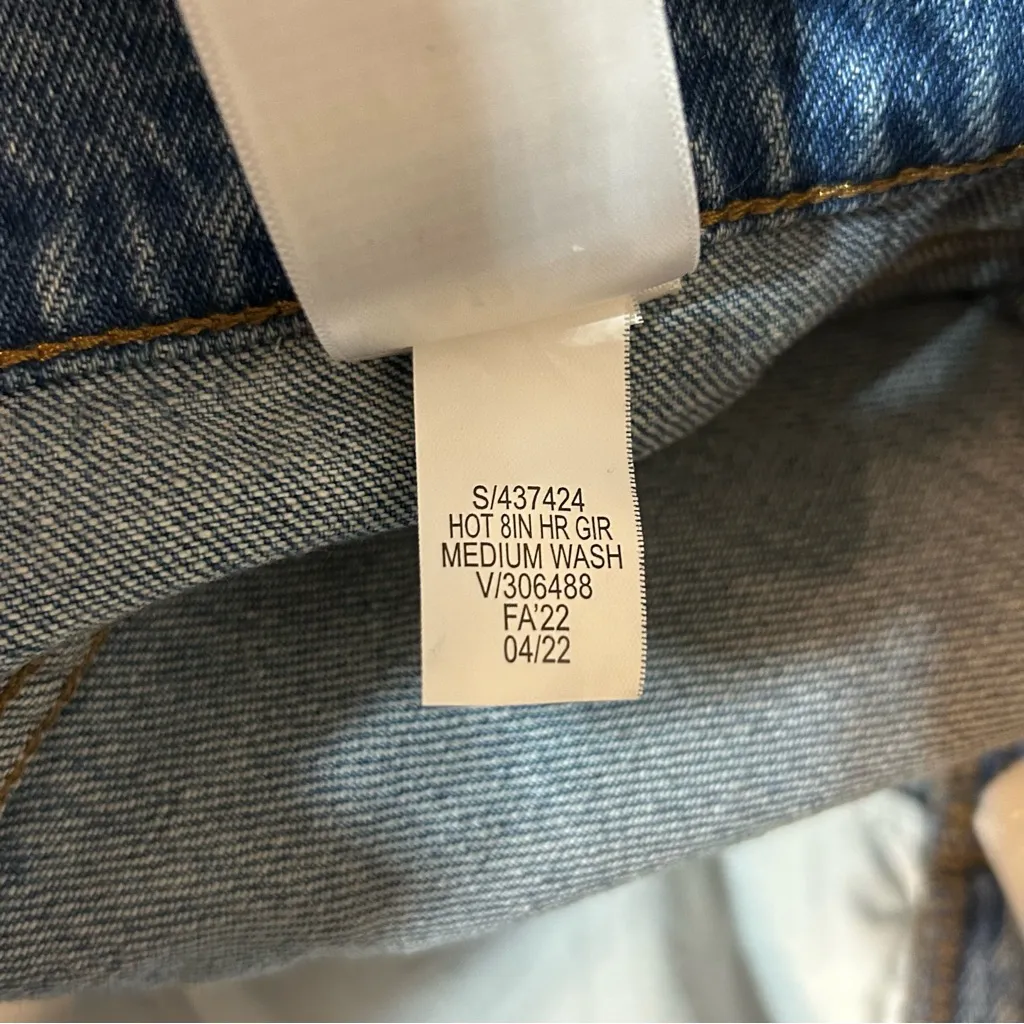 S/437424
HOT 8IN HR GIR
MEDIUM WASH
V/306488
FA'22
04/22